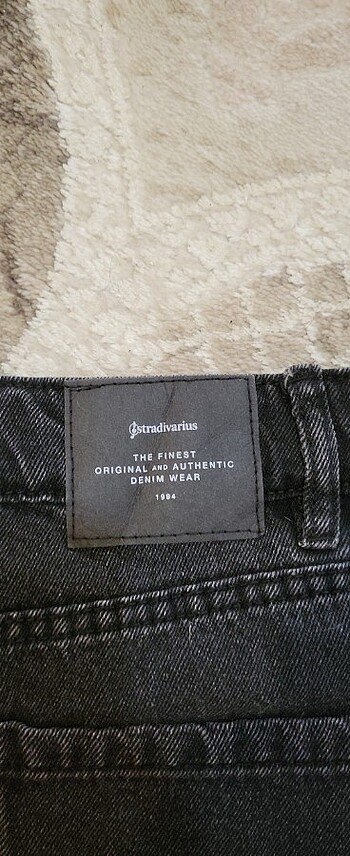 stradivarius
THE FINEST
ORIGINAL AND AUTHENTIC
DENIM WEAR
1994